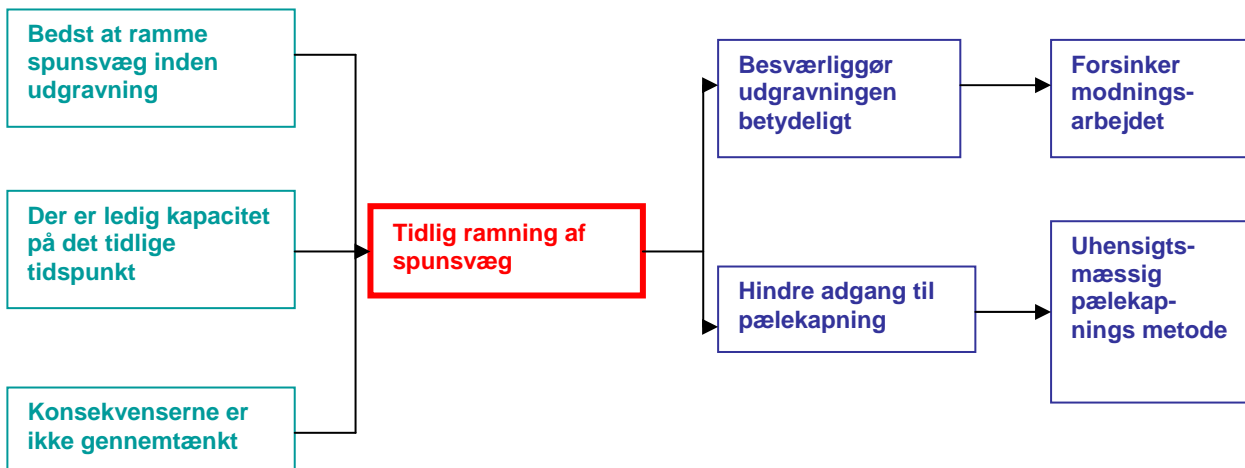 Bedst at ramme
spunsvæg inden
udgravning
Der er ledig kapacitet
på det tidlige
tidspunkt
Konsekvenserne er
ikke gennemtænkt
Tidlig ramning af
spunsvæg
Besværliggør
udgravningen
betydeligt
Hindre adgang til
pælekapning
Forsinker
modnings-
arbejdet
Uhensigts-
mæssig
pælekap-
nings metode